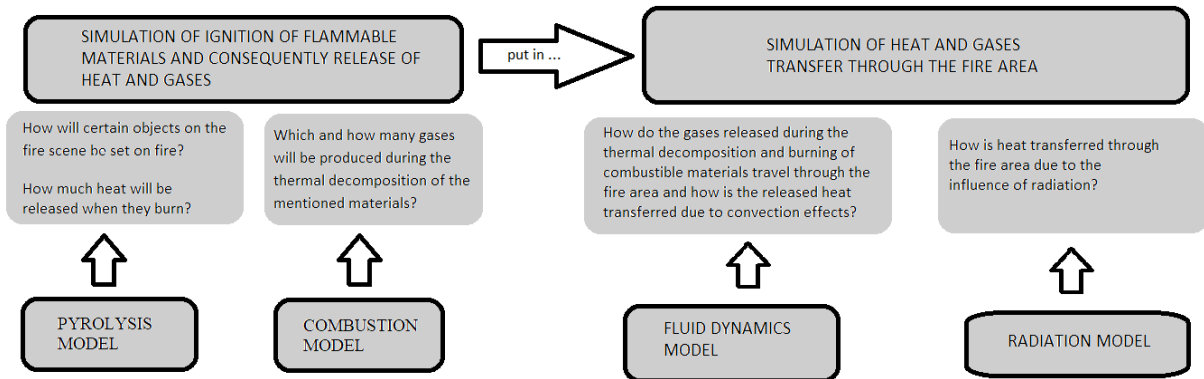 SIMULATION OF IGNITION OF FLAMMABLE
MATERIALS AND CONSEQUENTLY RELEASE OF
HEAT AND GASES
put in ...
SIMULATION OF HEAT AND GASES
TRANSFER THROUGH THE FIRE AREA
How will certain objects on the
fire scene be set on fire?
How much heat will be
released when they burn?
Which and how many gases
will be produced during the
thermal decomposition of the
mentioned materials?
How do the gases released during the
thermal decomposition and burning of
combustible materials travel through the
fire area and how is the released heat
transferred due to convection effects?
How is heat transferred through
the fire area due to the
influence of radiation?
PYROLYSIS
MODEL
COMBUSTION
MODEL
FLUID DYNAMICS
MODEL
RADIATION MODEL